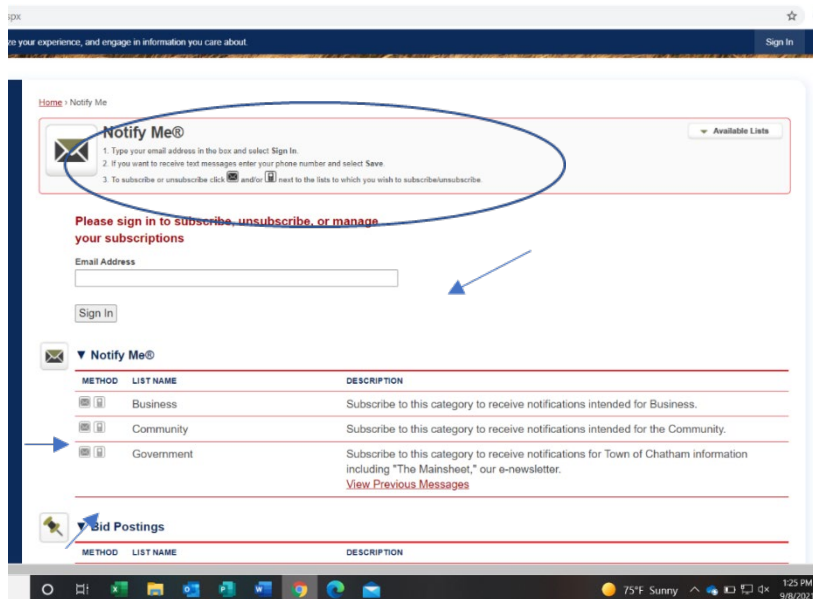 spx
ze your experience, and engage in information you care about.
Sign In
Home › Notify Me
Notify Me®
Available Lists
1. Type your email address in the box and select Sign In.
2. If you want to receive text messages enter your phone number and select Save.
3. To subscribe or unsubscribe click and/or next to the lists to which you wish to subscribe/unsubscribe.
Please sign in to subscribe, unsubscribe, or manage
your subscriptions
Email Address
Sign In
▼ Notify Me®
METHOD LIST NAME DESCRIPTION
Business Subscribe to this category to receive notifications intended for Business.
Community Subscribe to this category to receive notifications intended for the Community.
Government Subscribe to this category to receive notifications for Town of Chatham information
including "The Mainsheet," our e-newsletter.
View Previous Messages
▼ Bid Postings
METHOD LIST NAME DESCRIPTION
75°F Sunny
1:25 PM
9/8/2021